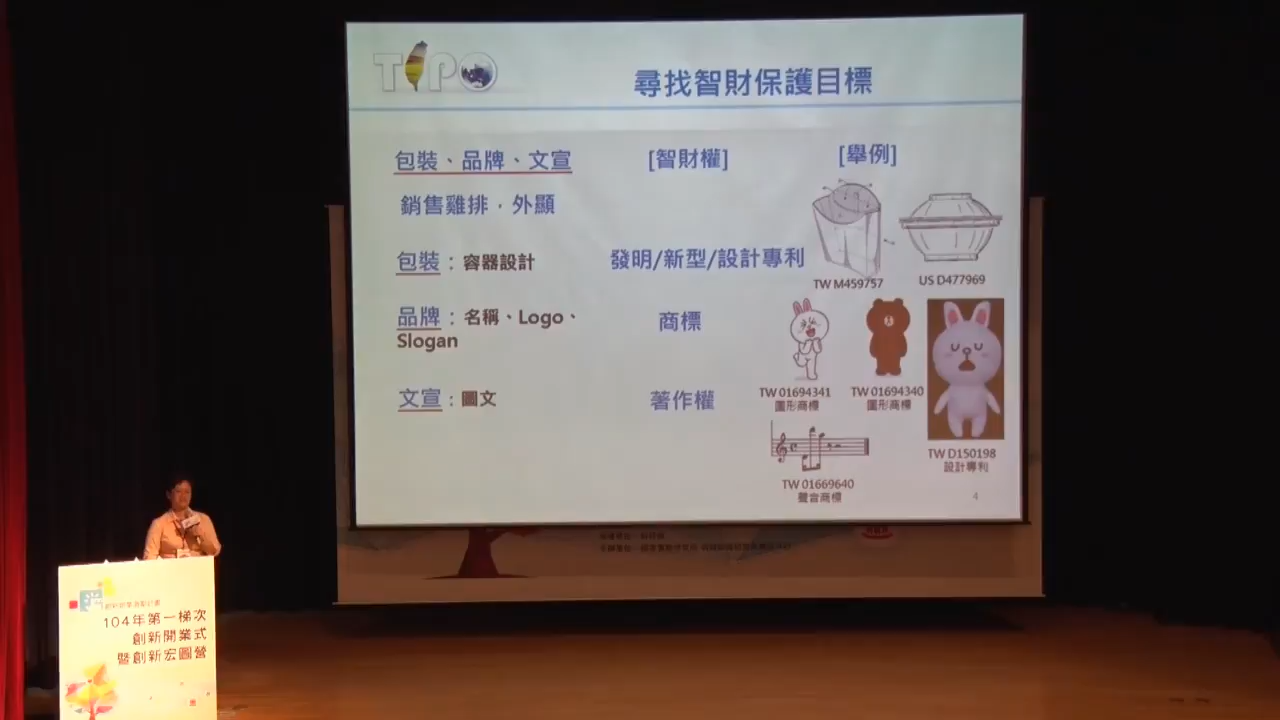 TIPO
尋找智財保護目標
包裝、品牌、文宣
[智財權]
[舉例]
銷售雞排，外顯
包裝：容器設計
發明/新型/設計專利
TW M459757
US D477969
品牌：名稱、Logo、
Slogan
商標
TW 01694341
圖形商標
TW 01694340
圖形商標
文宣：圖文
著作權
TW D150198
設計專利
TW 01669640
聲音商標
4
104年第一梯次
創新開業式
暨創新宏圖營